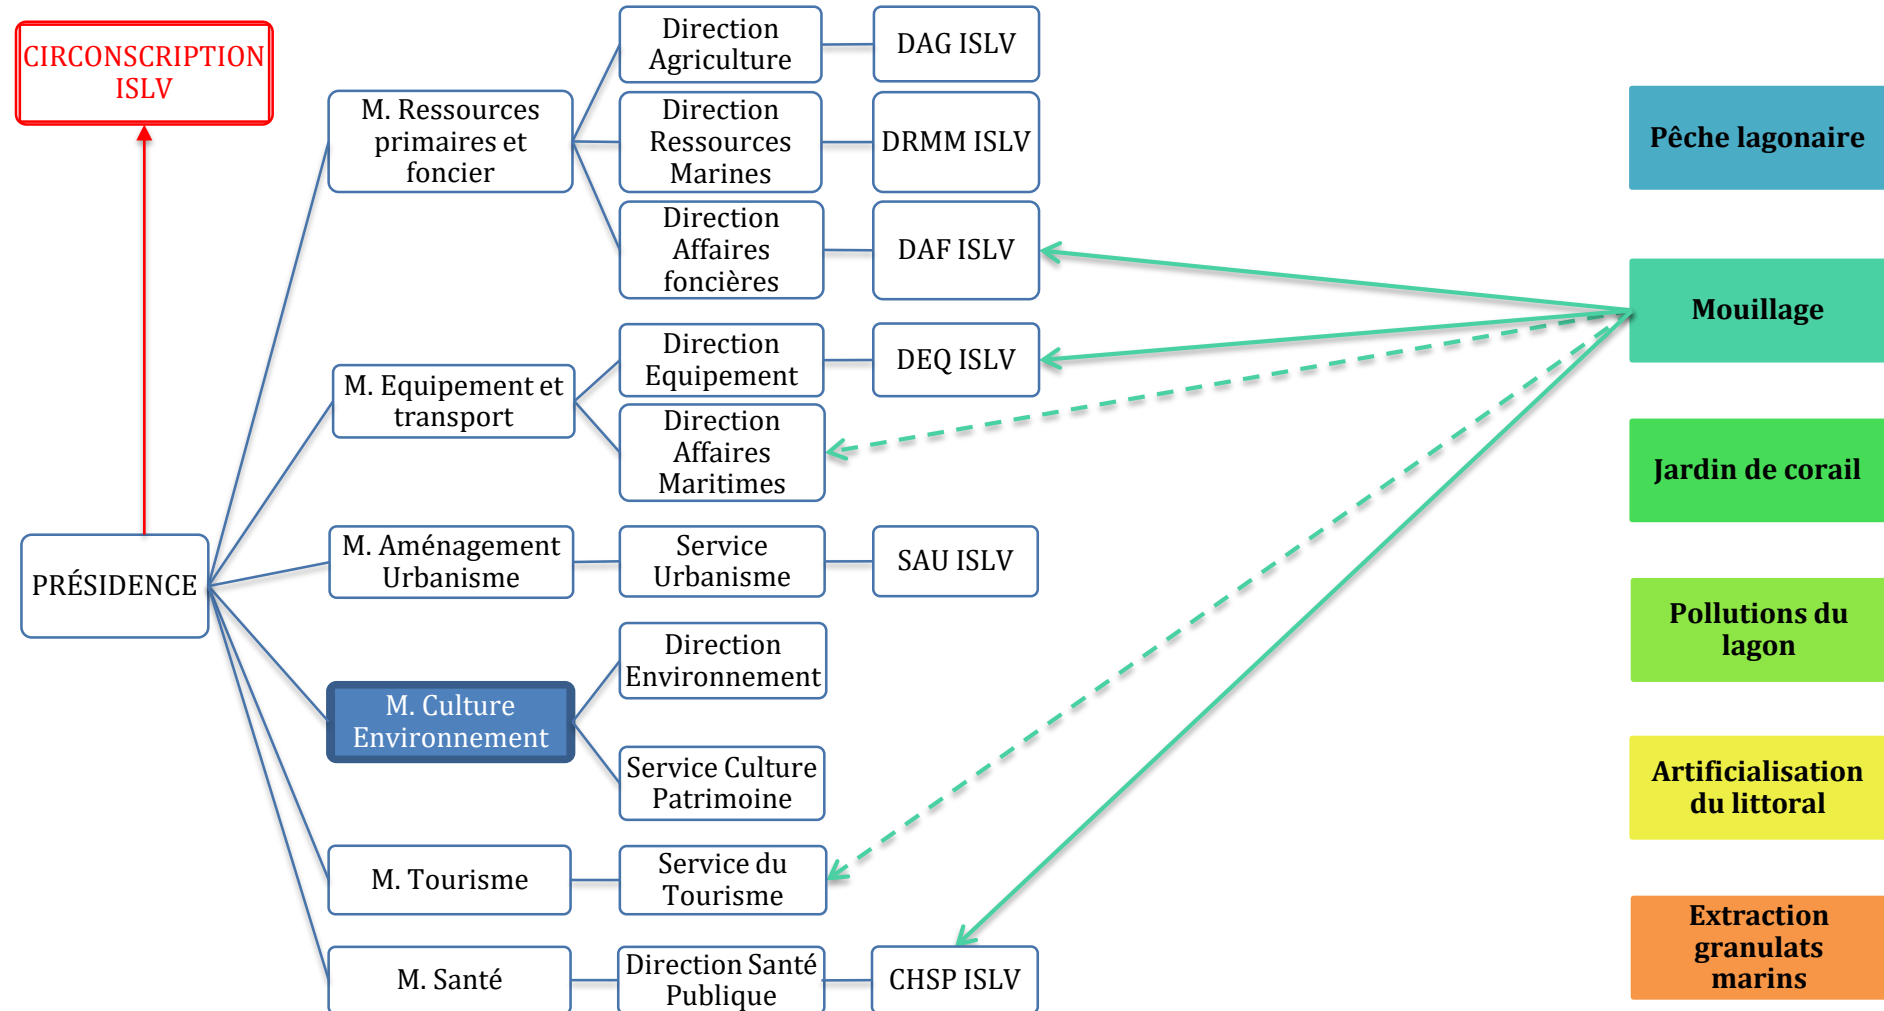 CIRCONSCRIPTION
ISLV
PRÉSIDENCE
M. Ressources
primaires et
foncier
M. Equipement et
transport
M. Aménagement
Urbanisme
M. Culture
Environnement
M. Tourisme
M. Santé
Direction
Agriculture
Direction
Ressources
Marines
Direction
Affaires
foncières
Direction
Equipement
Direction
Affaires
Maritimes
Service
Urbanisme
Direction
Environnement
Service Culture
Patrimoine
Service du
Tourisme
Direction Santé
Publique
DAG ISLV
DRMM ISLV
DAF ISLV
DEQ ISLV
SAU ISLV
CHSP ISLV
Pêche lagonaire
Mouillage
Jardin de corail
Pollutions du
lagon
Artificialisation
du littoral
Extraction
granulats
marins